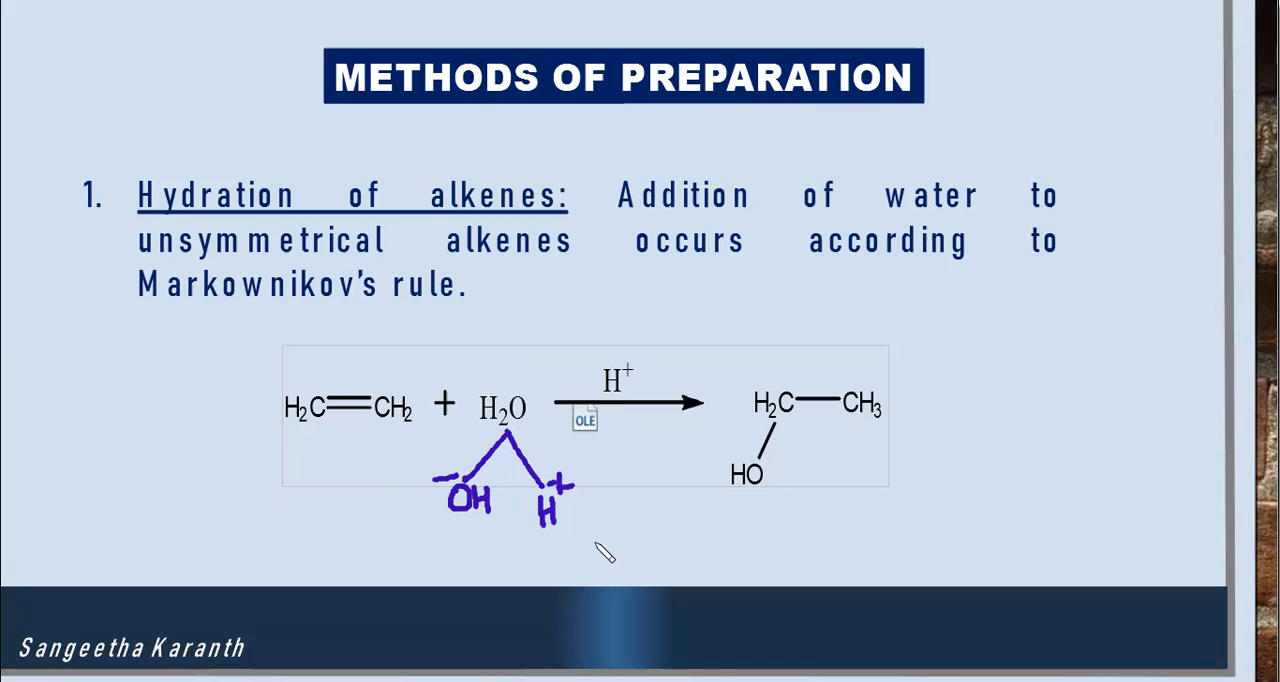 METHODS OF PREPARATION
1. Hydration of alkenes: Addition of water to
unsymmetrical alkenes occurs according to
Markownikov's rule.
H⁺
H₂C=CH₂ + H₂O → H₂C—CH₃
OLE
HO
⁻OH H⁺
Sangeetha Karanth